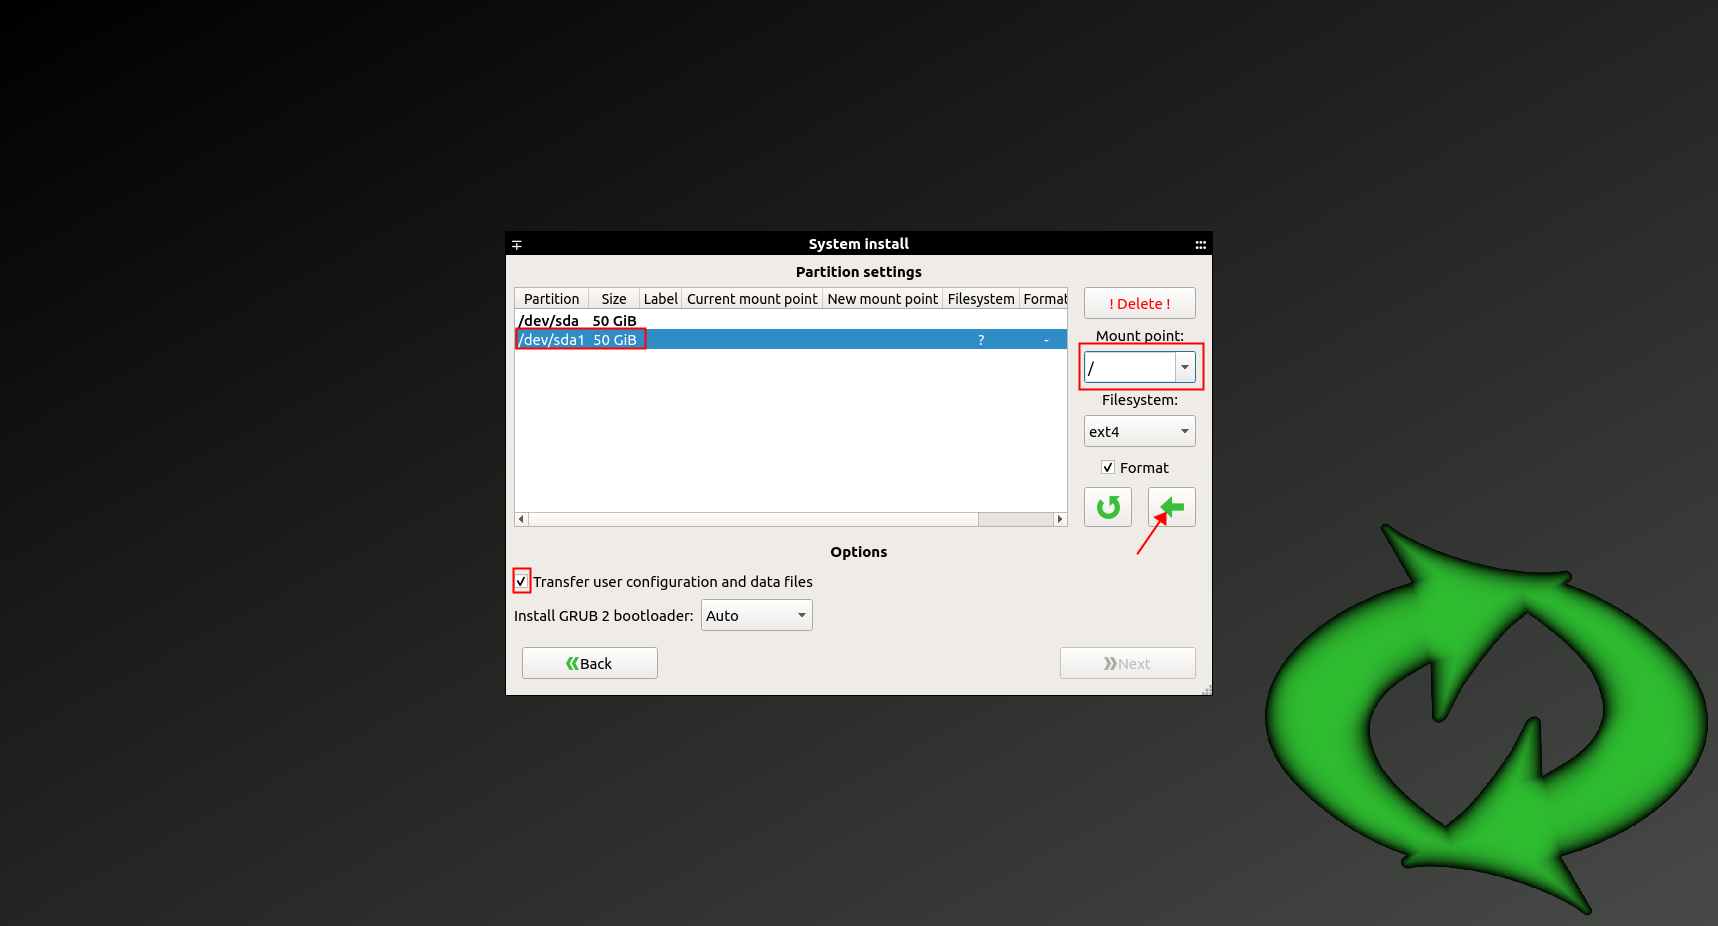 System install
Partition settings
Partition Size Label Current mount point New mount point Filesystem Format
/dev/sda 50 GiB
/dev/sda1 50 GiB ? -
! Delete !
Mount point:
/
Filesystem:
ext4
Format
Options
Transfer user configuration and data files
Install GRUB 2 bootloader: Auto
Back
Next